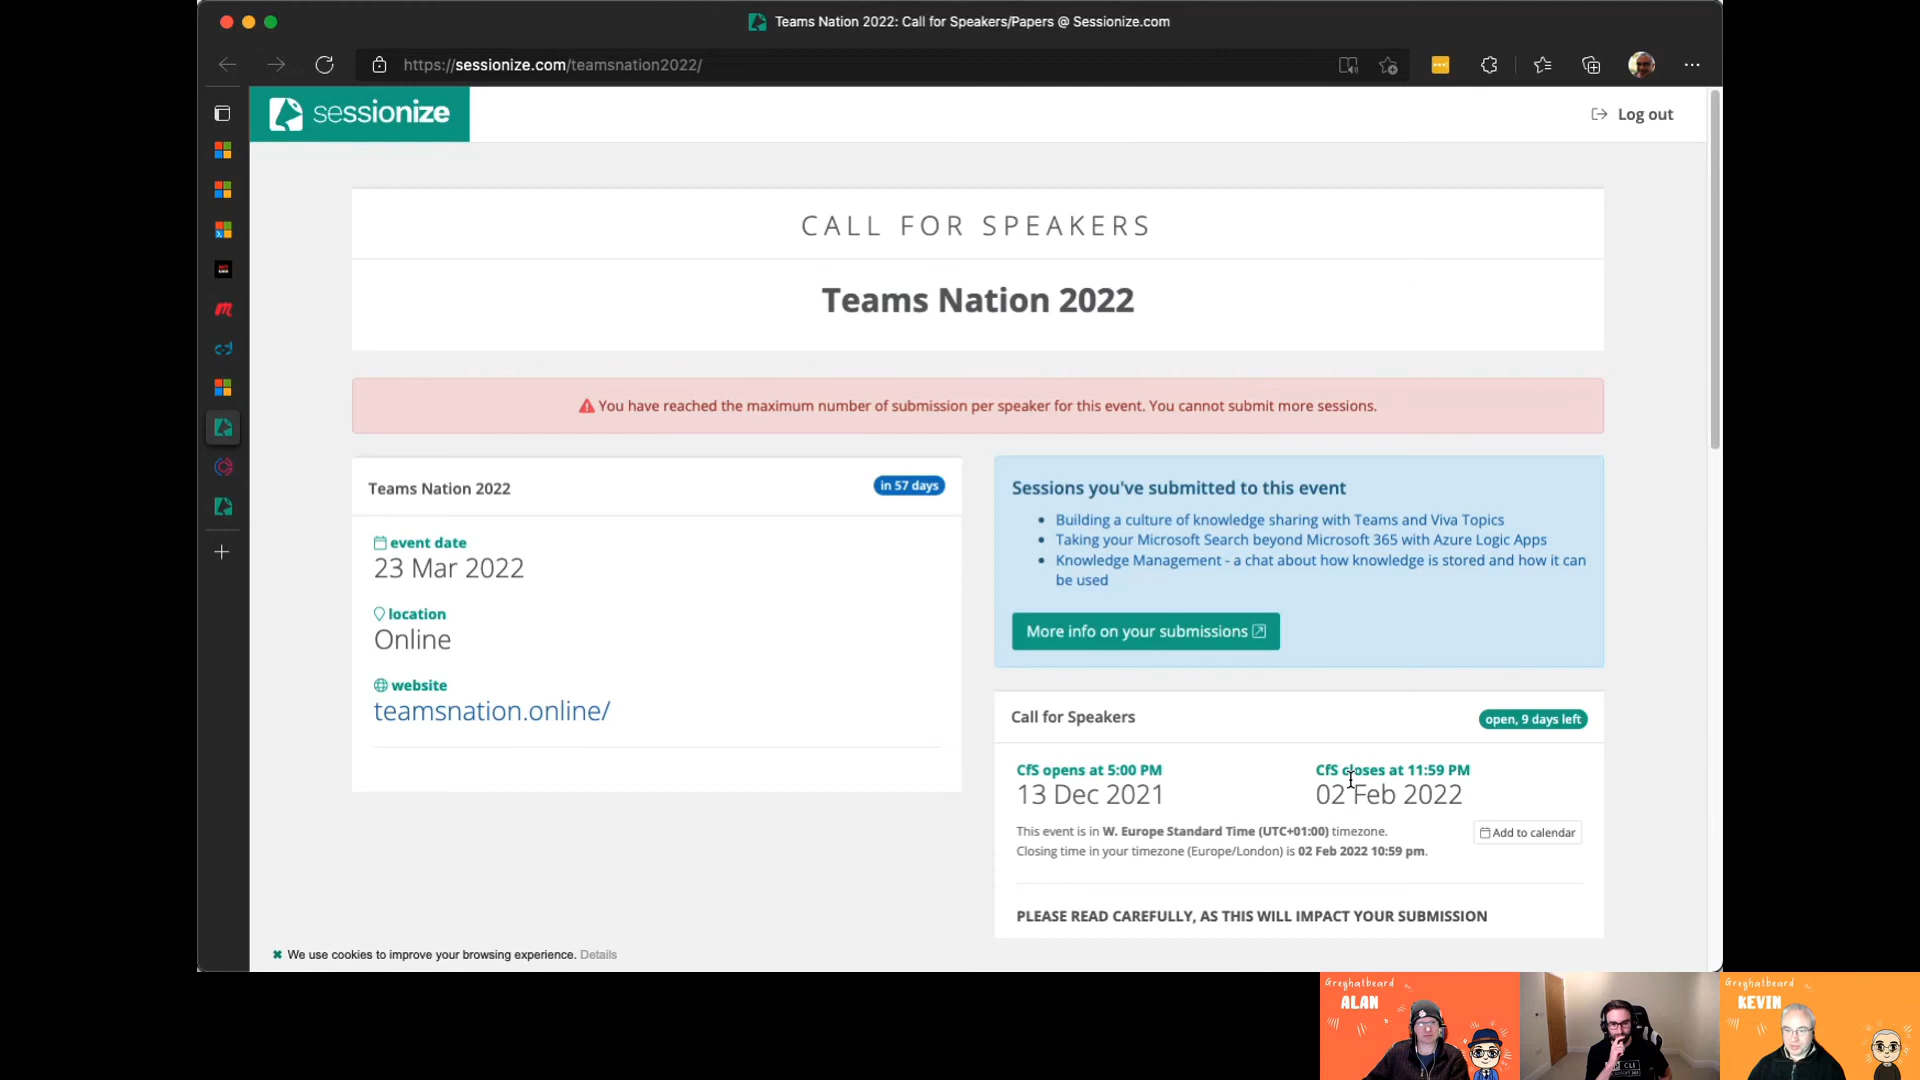 Teams Nation 2022: Call for Speakers/Papers @ Sessionize.com
https://sessionize.com/teamsnation2022/
sessionize
Log out
CALL FOR SPEAKERS
Teams Nation 2022
You have reached the maximum number of submission per speaker for this event. You cannot submit more sessions.
Teams Nation 2022
in 57 days
event date
23 Mar 2022
location
Online
website
teamsnation.online/
Sessions you've submitted to this event
Building a culture of knowledge sharing with Teams and Viva Topics
Taking your Microsoft Search beyond Microsoft 365 with Azure Logic Apps
Knowledge Management - a chat about how knowledge is stored and how it can
be used
More info on your submissions
Call for Speakers
open, 9 days left
CfS opens at 5:00 PM
13 Dec 2021
CfS closes at 11:59 PM
02 Feb 2022
This event is in W. Europe Standard Time (UTC+01:00) timezone.
Closing time in your timezone (Europe/London) is 02 Feb 2022 10:59 pm.
Add to calendar
PLEASE READ CAREFULLY, AS THIS WILL IMPACT YOUR SUBMISSION
We use cookies to improve your browsing experience. Details
Greyhatbeard
ALAN
CLI
Greyhatbeard
KEVIN